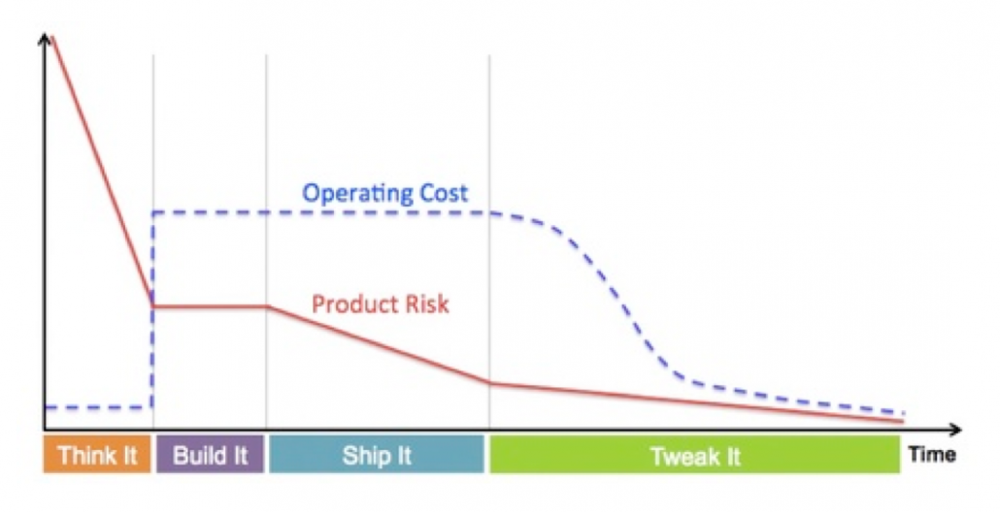 Operating Cost
Product Risk
Think It
Build It
Ship It
Tweak It
Time